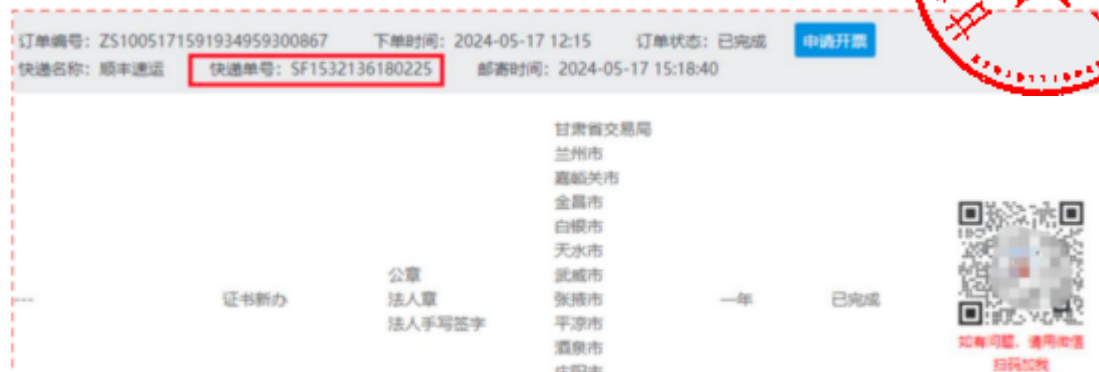 订单编号：ZS10051715919349593008​67 下单时间：2024-05-17 12:15 订单状态：已完成 申请开票
快递名称：顺丰速运 快递单号：SF1532136180225 邮寄时间：2024-05-17 15:18:40
甘肃省交易局
兰州市
嘉峪关市
金昌市
白银市
天水市
公章 武威市
--- 证书新办 法人章 张掖市 一年 已完成
法人手写签字 平凉市
酒泉市
庆阳市
如有问题，请用微信
扫码加我